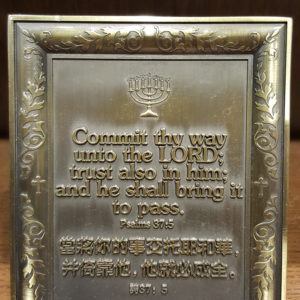 Commit thy way
unto the LORD;
trust also in him;
and he shall bring it
to pass.
Psalms 37:5
當將你的事交托耶和華,
并倚靠他，他就必成全。
詩37：5